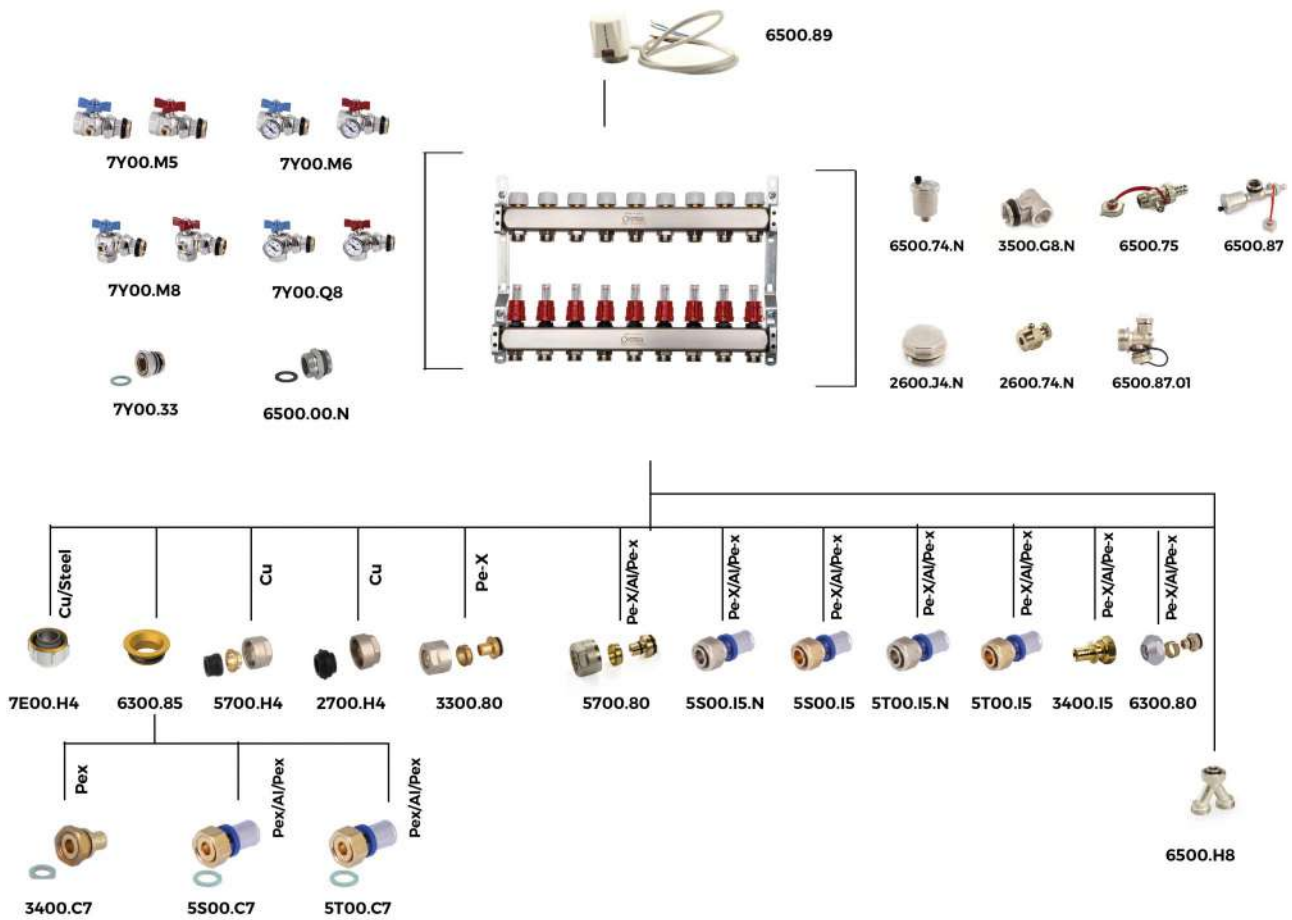 6500.89
7Y00.M5
7Y00.M6
7Y00.M8
7Y00.Q8
7Y00.33
6500.00.N
6500.74.N
3500.G8.N
6500.75
6500.87
2600.J4.N
2600.74.N
6500.87.01
Cu/Steel
Cu
Cu
Pe-X
Pe-X/Al/Pe-x
Pe-X/Al/Pe-x
Pe-X/Al/Pe-x
Pe-X/Al/Pe-x
Pe-X/Al/Pe-x
Pe-X/Al/Pe-x
Pe-X/Al/Pe-x
7E00.H4
6300.85
5700.H4
2700.H4
3300.80
5700.80
5S00.I5.N
5S00.I5
5T00.I5.N
5T00.I5
3400.I5
6300.80
Pex
Pex/Al/Pex
Pex/Al/Pex
3400.C7
5S00.C7
5T00.C7
6500.H8